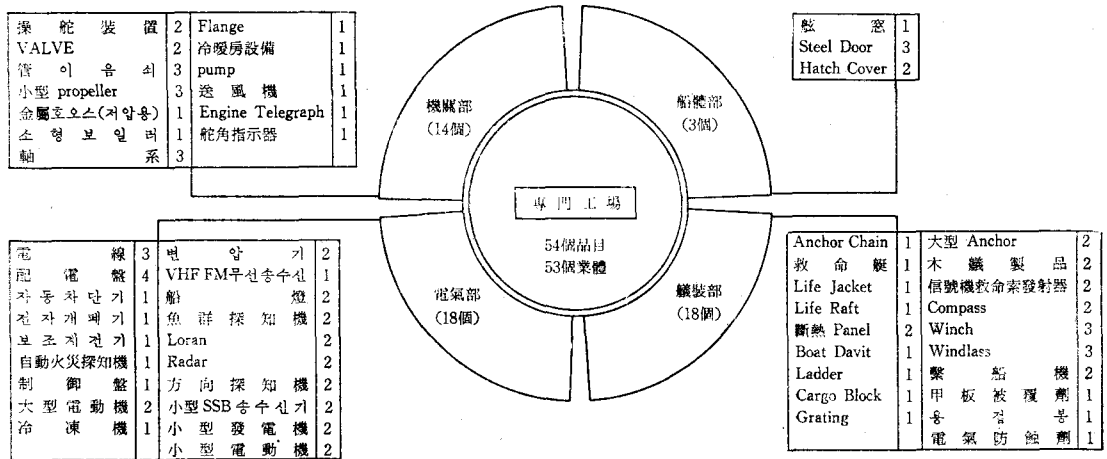 操舵裝置 2 Flange 1
VALVE 2 冷暖房設備 1
管이음쇠 3 pump 1
小型 propeller 3 送風機 1
金屬호오스(저압용) 1 Engine Telegraph 1
소형보일러 1 舵角指示器 1
軸系 3
機關部
(14個)
船體部
(3個)
舷窓 1
Steel Door 3
Hatch Cover 2
專門工場
54個品目
53個業體
電氣部
(18個)
艤裝部
(18個)
電線 3 변압기 2
配電盤 4 VHF FM무선송수신 1
자동차단기 1 船燈 2
전자개폐기 1 魚群探知機 2
보조계전기 1 Loran 2
自動火災探知機 1 Radar 2
制御盤 1 方向探知機 2
大型電動機 2 小型 SSB 송수신기 2
冷凍機 1 小型發電機 2
小型電動機 2
Anchor Chain 1 大型 Anchor 2
救命艇 1 木艤製品 2
Life Jacket 1 信號機救命索發射器 2
Life Raft 1 Compass 2
斷熱 Panel 2 Winch 3
Boat Davit 1 Windlass 3
Ladder 1 繫船機 2
Cargo Block 1 甲板被覆劑 1
Grating 1 용접봉 1
電氣防蝕劑 1